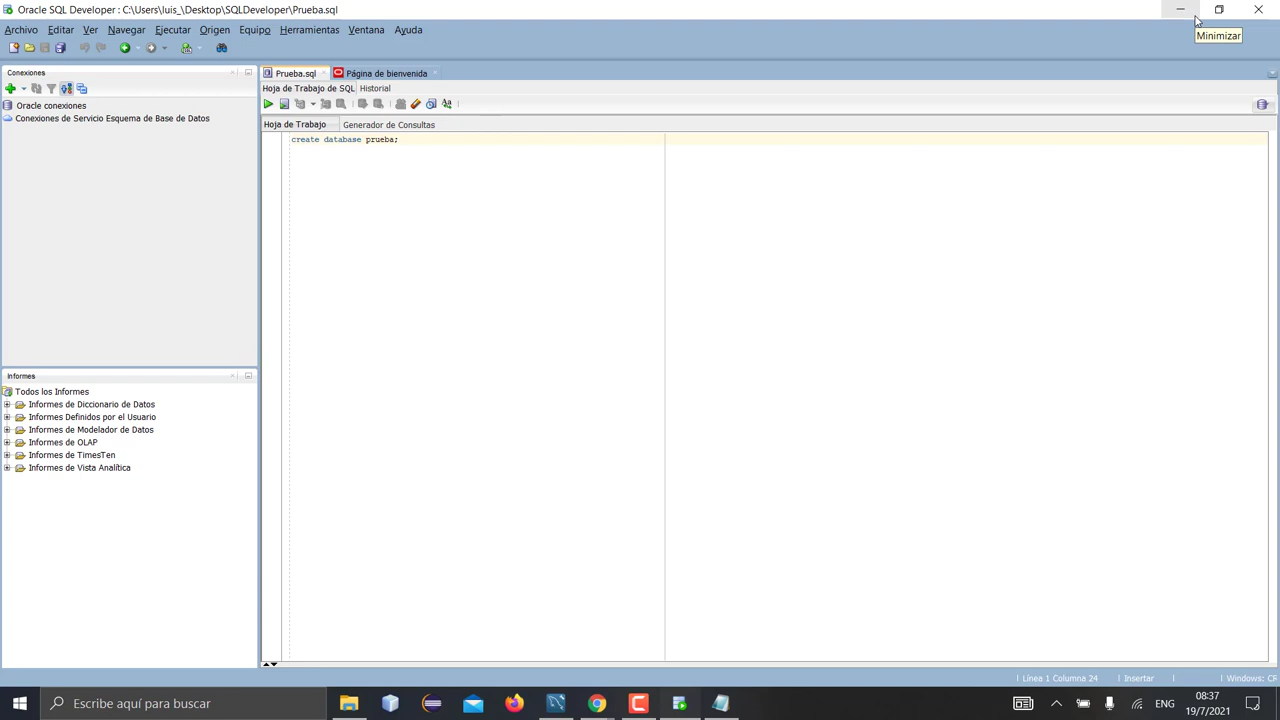 Oracle SQL Developer : C:\Users\luis_\Desktop\SQLDeveloper\Prueba.sql
Archivo Editar Ver Navegar Ejecutar Origen Equipo Herramientas Ventana Ayuda
Minimizar
Conexiones
Oracle conexiones
Conexiones de Servicio Esquema de Base de Datos
Informes
Todos los Informes
Informes de Diccionario de Datos
Informes Definidos por el Usuario
Informes de Modelador de Datos
Informes de OLAP
Informes de TimesTen
Informes de Vista Analítica
Prueba.sql Página de bienvenida
Hoja de Trabajo de SQL Historial
Hoja de Trabajo Generador de Consultas
create database prueba;
Línea 1 Columna 24 Insertar Windows: CR
Escribe aquí para buscar
ENG
08:37
19/7/2021